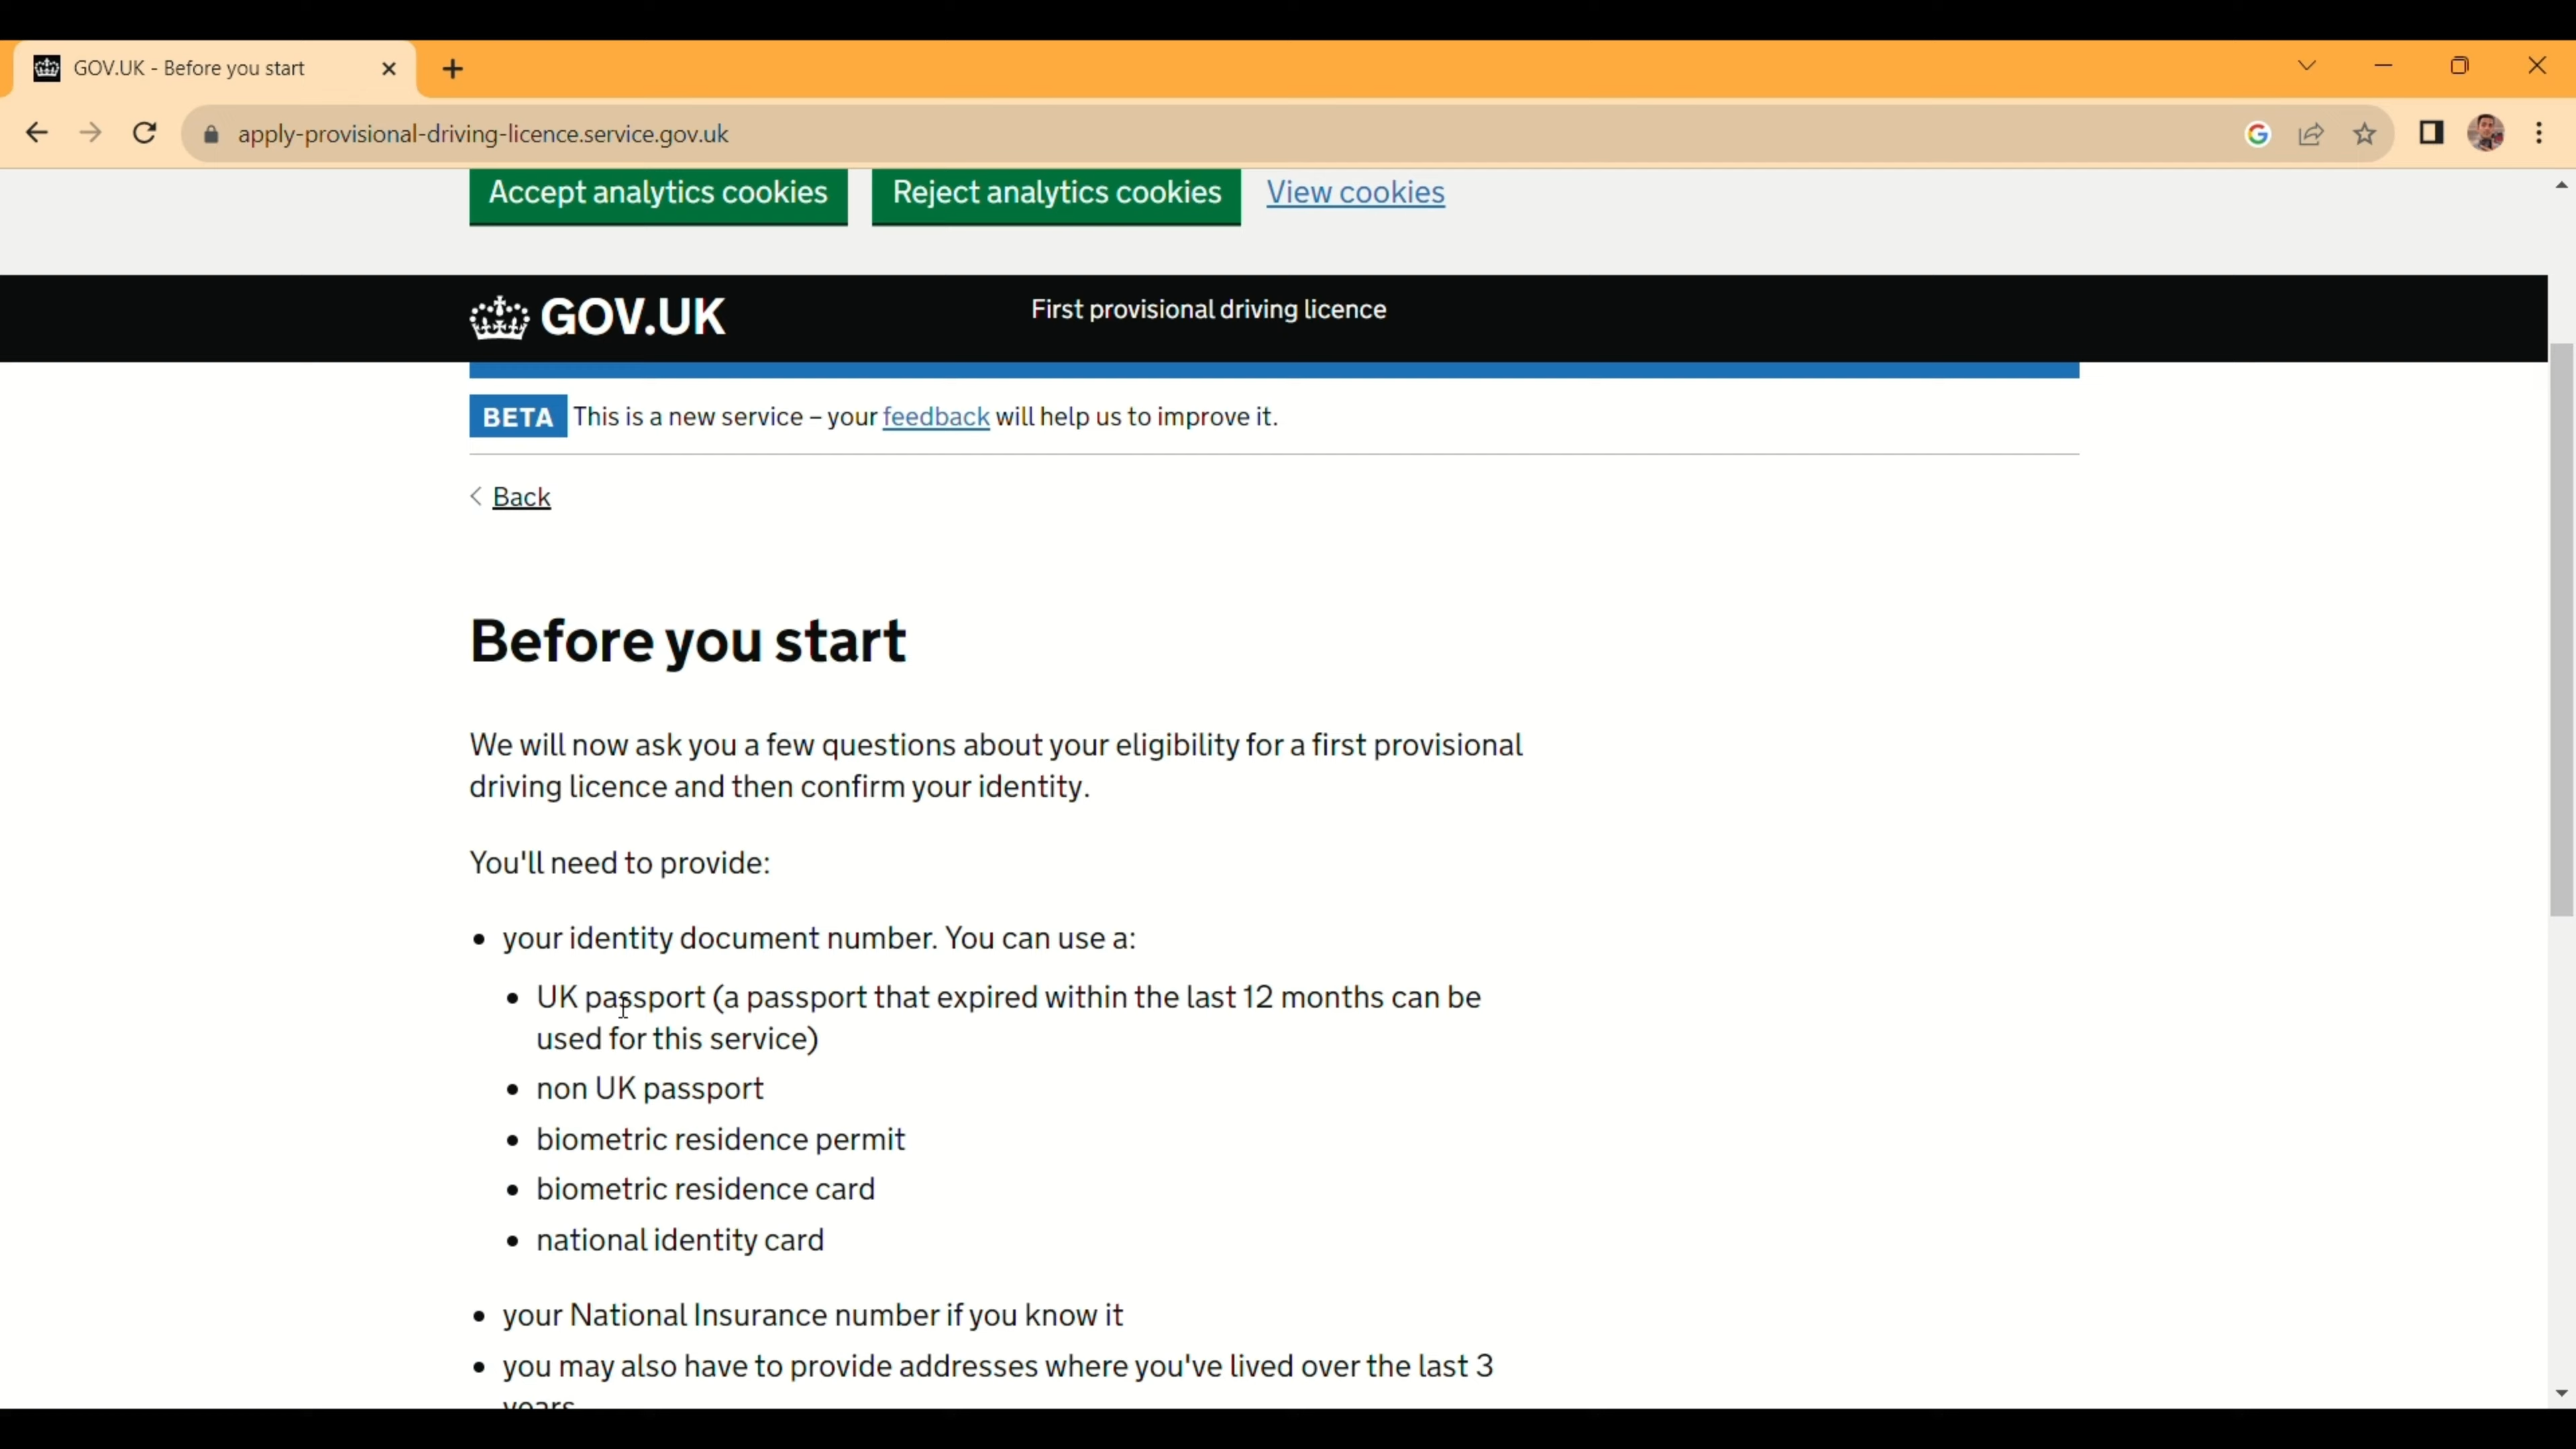 GOV.UK - Before you start
apply-provisional-driving-licence.service.gov.uk
Accept analytics cookies Reject analytics cookies View cookies
GOV.UK First provisional driving licence
BETA This is a new service – your feedback will help us to improve it.
Back
Before you start
We will now ask you a few questions about your eligibility for a first provisional
driving licence and then confirm your identity.
You'll need to provide:
• your identity document number. You can use a:
• UK passport (a passport that expired within the last 12 months can be
used for this service)
• non UK passport
• biometric residence permit
• biometric residence card
• national identity card
• your National Insurance number if you know it
• you may also have to provide addresses where you've lived over the last 3
years